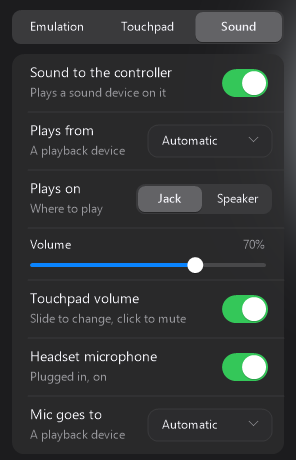 Emulation Touchpad Sound
Sound to the controller
Plays a sound device on it
Plays from
A playback device
Automatic
Plays on
Where to play
Jack Speaker
Volume 70%
Touchpad volume
Slide to change, click to mute
Headset microphone
Plugged in, on
Mic goes to
A playback device
Automatic